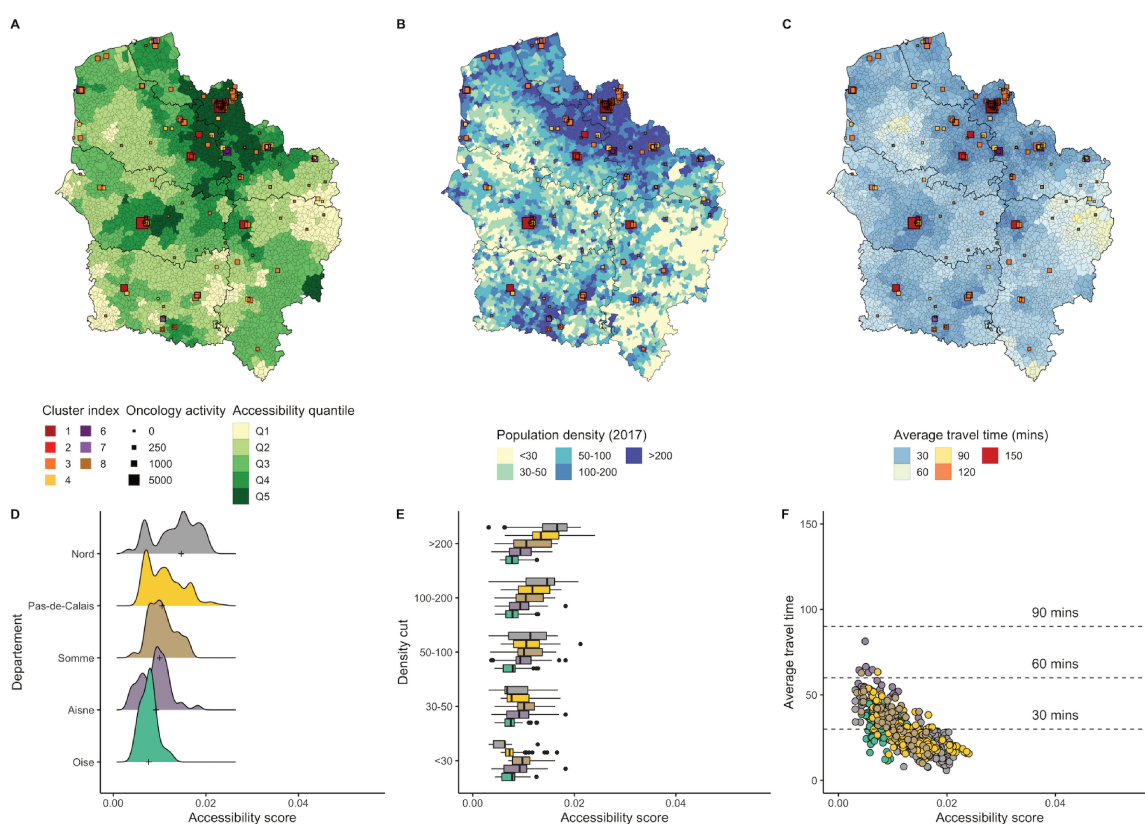 A
B
C
Cluster index
1
2
3
4
6
7
8
Oncology activity
0
250
1000
5000
Accessibility quantile
Q1
Q2
Q3
Q4
Q5
Population density (2017)
<30
30-50
50-100
100-200
>200
Average travel time (mins)
30
60
90
120
150
D
Departement
Nord
Pas-de-Calais
Somme
Aisne
Oise
0.00
0.02
0.04
Accessibility score
E
Density cut
>200
100-200
50-100
30-50
<30
0.00
0.02
0.04
Accessibility score
F
Average travel time
150
100
50
0
90 mins
60 mins
30 mins
0.00
0.02
0.04
Accessibility score